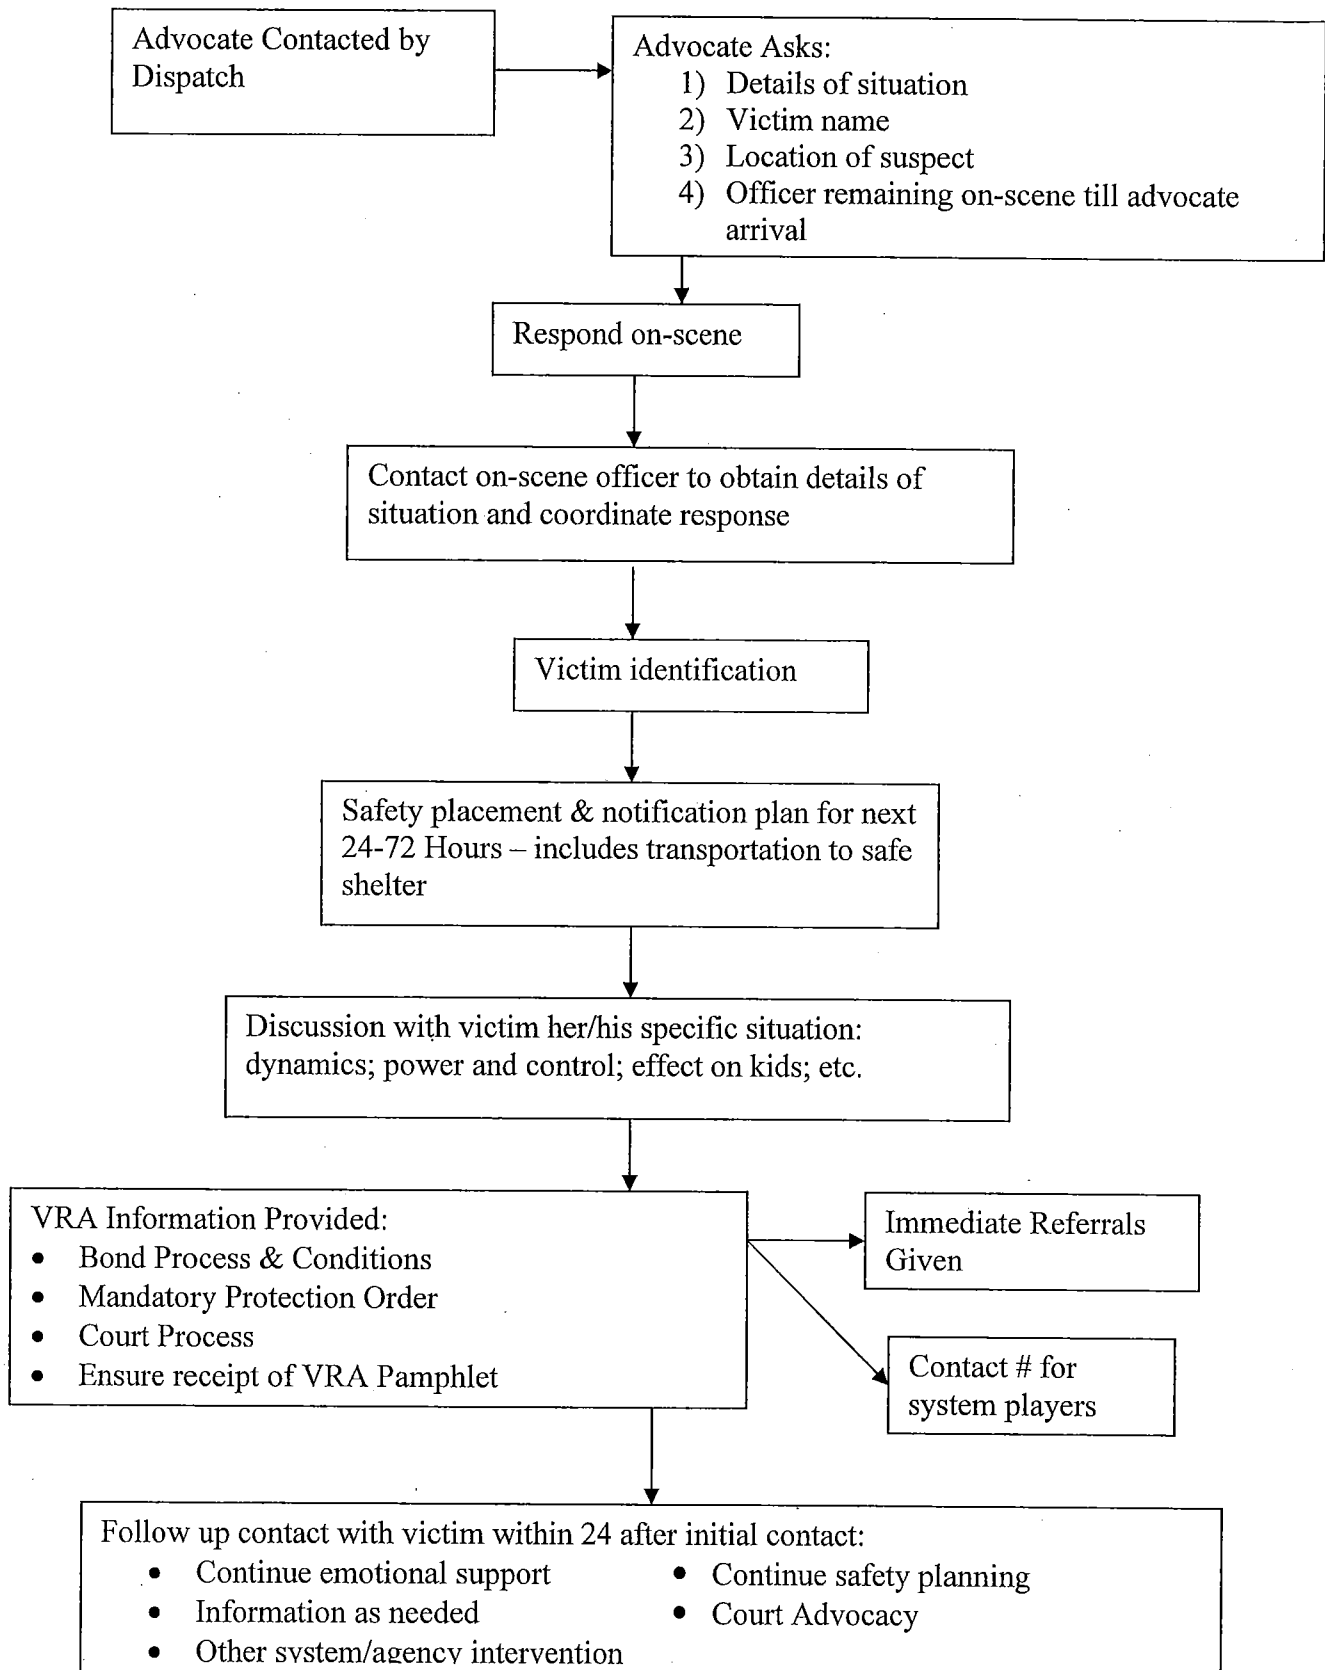 Advocate Contacted by
Dispatch
Advocate Asks:
1) Details of situation
2) Victim name
3) Location of suspect
4) Officer remaining on-scene till advocate
arrival
Respond on-scene
Contact on-scene officer to obtain details of
situation and coordinate response
Victim identification
Safety placement & notification plan for next
24-72 Hours – includes transportation to safe
shelter
Discussion with victim her/his specific situation:
dynamics; power and control; effect on kids; etc.
VRA Information Provided:
• Bond Process & Conditions
• Mandatory Protection Order
• Court Process
• Ensure receipt of VRA Pamphlet
Immediate Referrals
Given
Contact # for
system players
Follow up contact with victim within 24 after initial contact:
• Continue emotional support
• Information as needed
• Other system/agency intervention
• Continue safety planning
• Court Advocacy